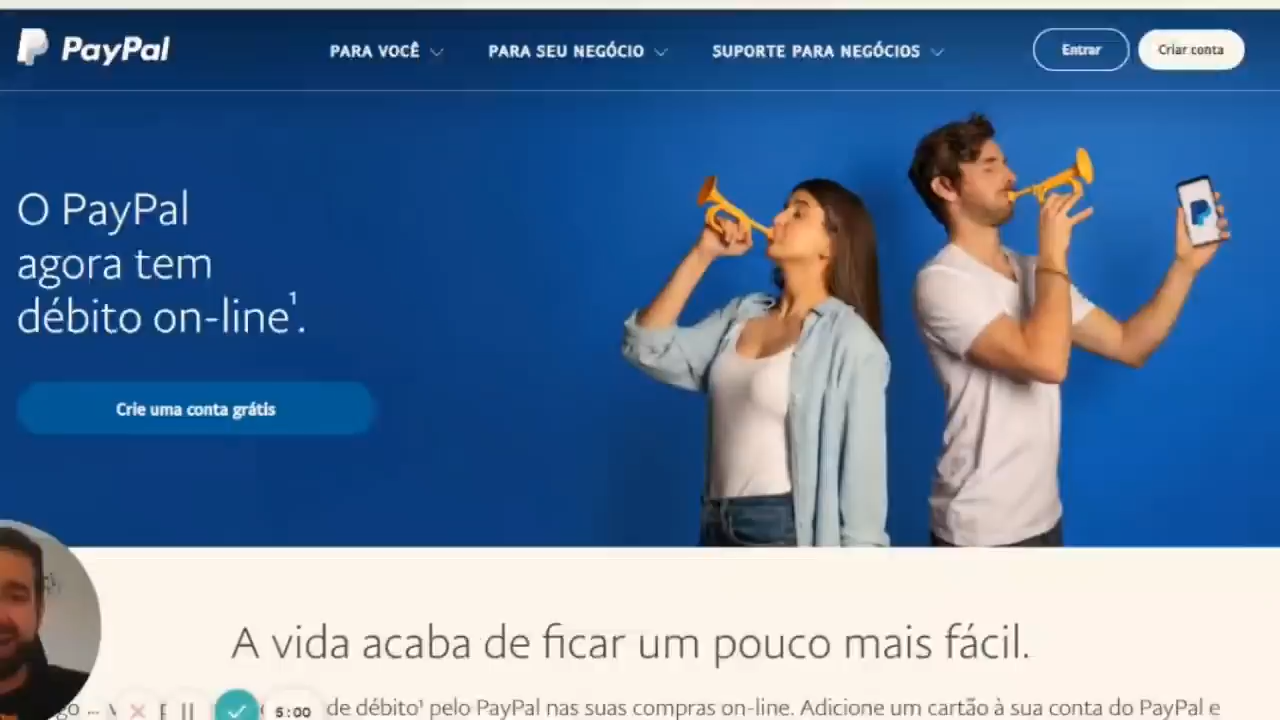 PayPal
PARA VOCÊ
PARA SEU NEGÓCIO
SUPORTE PARA NEGÓCIOS
Entrar
Criar conta
O PayPal
agora tem
débito on-line¹.
Crie uma conta grátis
A vida acaba de ficar um pouco mais fácil.
de débito¹ pelo PayPal nas suas compras on-line. Adicione um cartão à sua conta do PayPal e
5:00